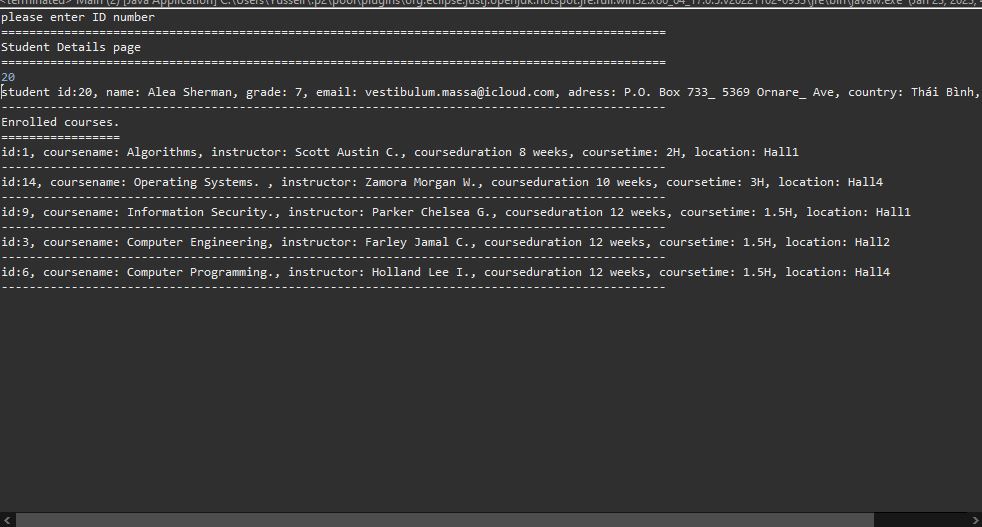 <terminated> Main (2) [Java Application] C:\Users\Yussef\.p2\pool\plugins\org.eclipse.justj.openjdk.hotspot.jre.full.win32.x86_64_17.0.5.v20221102-0933\jre\bin\javaw.exe (Jan 23, 2023,
please enter ID number
===============================================================================================
Student Details page
===============================================================================================
20
student id:20, name: Alea Sherman, grade: 7, email: vestibulum.massa@icloud.com, adress: P.O. Box 733_ 5369 Ornare_ Ave, country: Thái Bình,
-----------------------------------------------------------------------------------------------
Enrolled courses.
=================
id:1, coursename: Algorithms, instructor: Scott Austin C., courseduration 8 weeks, coursetime: 2H, location: Hall1
-----------------------------------------------------------------------------------------------
id:14, coursename: Operating Systems. , instructor: Zamora Morgan W., courseduration 10 weeks, coursetime: 3H, location: Hall4
-----------------------------------------------------------------------------------------------
id:9, coursename: Information Security., instructor: Parker Chelsea G., courseduration 12 weeks, coursetime: 1.5H, location: Hall1
-----------------------------------------------------------------------------------------------
id:3, coursename: Computer Engineering, instructor: Farley Jamal C., courseduration 12 weeks, coursetime: 1.5H, location: Hall2
-----------------------------------------------------------------------------------------------
id:6, coursename: Computer Programming., instructor: Holland Lee I., courseduration 12 weeks, coursetime: 1.5H, location: Hall4
-----------------------------------------------------------------------------------------------